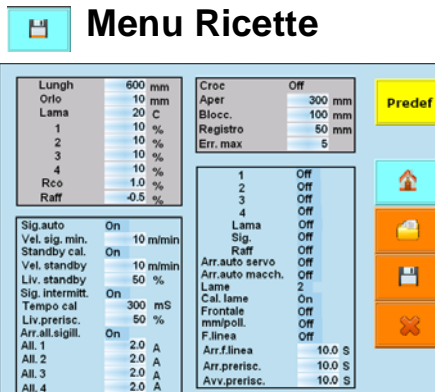 Menu Ricette
Lungh 600 mm
Orlo 10 mm
Lama 20 C
1 10 %
2 10 %
3 10 %
4 10 %
Rco 1.0 %
Raff -0.5 %
Sig.auto On
Vel. sig. min. 10 m/min
Standby cal. On
Vel. standby 10 m/min
Liv. standby 50 %
Sig. intermitt. On
Tempo cal 300 mS
Liv.prerisc. 50 %
Arr.all.sigill. On
All. 1 2.0 A
All. 2 2.0 A
All. 3 2.0 A
All. 4 2.0 A
Croc Off
Aper 300 mm
Blocc. 100 mm
Registro 50 mm
Err. max 5
1 Off
2 Off
3 Off
4 Off
Lama Off
Sig. Off
Raff Off
Arr.auto servo Off
Arr.auto macch. Off
Lame 2
Cal. lame On
Frontale Off
mm/poll. Off
F.linea Off
Arr.f.linea 10.0 S
Arr.prerisc. 10.0 S
Avv.prerisc. 10.0 S
Predef